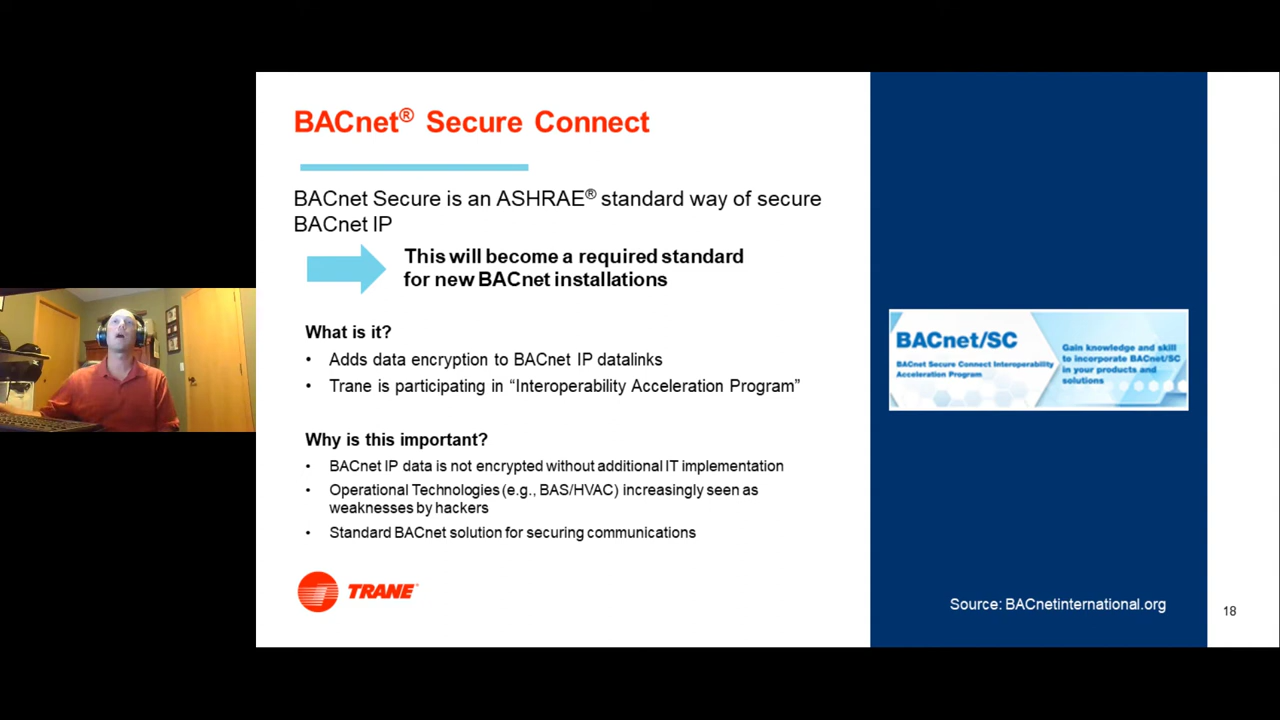 BACnet® Secure Connect
BACnet Secure is an ASHRAE® standard way of secure
BACnet IP
This will become a required standard
for new BACnet installations
What is it?
• Adds data encryption to BACnet IP datalinks
• Trane is participating in “Interoperability Acceleration Program”
Why is this important?
• BACnet IP data is not encrypted without additional IT implementation
• Operational Technologies (e.g., BAS/HVAC) increasingly seen as
weaknesses by hackers
• Standard BACnet solution for securing communications
TRANE®
BACnet/SC
BACnet Secure Connect Interoperability
Acceleration Program
Gain knowledge and skill
to incorporate BACnet/SC
in your products and
solutions
Source: BACnetinternational.org
18